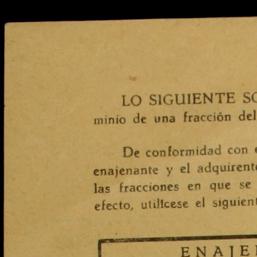 LO SIGUIENTE SO
minio de una fracción del
De conformidad con e
enajenante y el adquirente
las fracciones en que se
efecto, utilícese el siguient
ENAJE